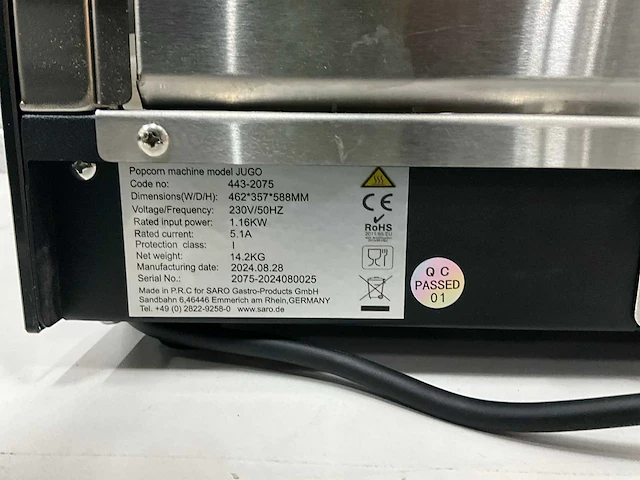 Popcorn machine model JUGO
Code no: 443-2075
Dimensions(W/D/H): 462*357*588MM
Voltage/Frequency: 230V/50HZ
Rated input power: 1.16KW
Rated current: 5.1A
Protection class: I
Net weight: 14.2KG
Manufacturing date: 2024.08.28
Serial No.: 2075-2024080025
Made in P.R.C for SARO Gastro-Products GmbH
Sandbahn 6,46446 Emmerich am Rhein,GERMANY
Tel. +49 (0) 2822-9258-0 www.saro.de
CE
RoHS
QC
PASSED
01